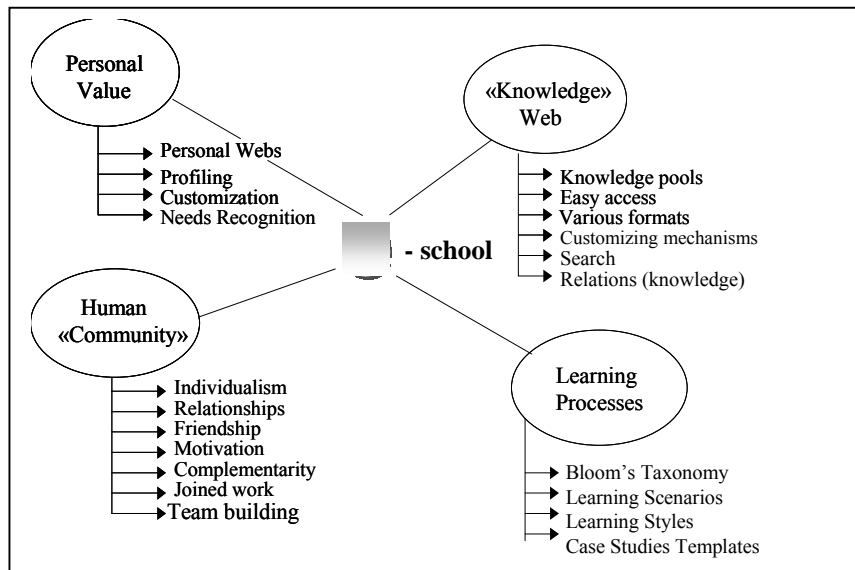 Personal
Value
Personal Webs
Profiling
Customization
Needs Recognition
«Knowledge»
Web
Knowledge pools
Easy access
Various formats
Customizing mechanisms
Search
Relations (knowledge)
- school
Human
«Community»
Individualism
Relationships
Friendship
Motivation
Complementarity
Joined work
Team building
Learning
Processes
Bloom’s Taxonomy
Learning Scenarios
Learning Styles
Case Studies Templates